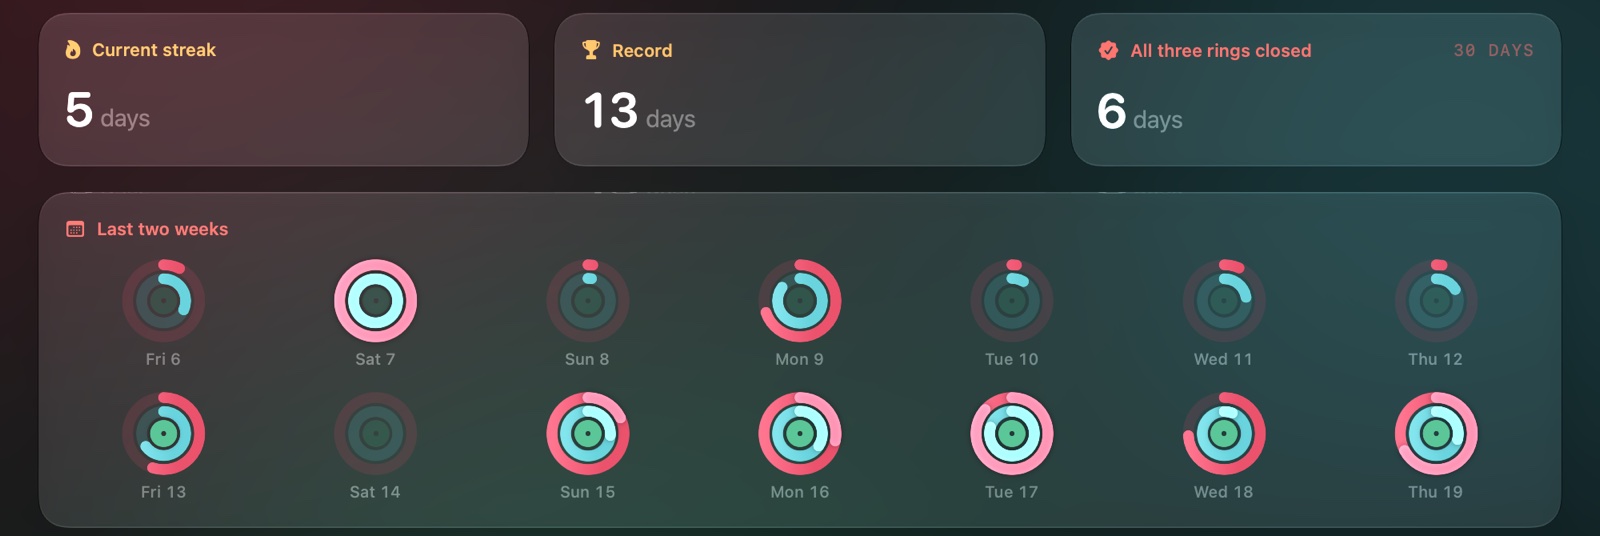 Current streak
5 days
Record
13 days
All three rings closed 30 DAYS
6 days
Last two weeks
Fri 6 Sat 7 Sun 8 Mon 9 Tue 10 Wed 11 Thu 12
Fri 13 Sat 14 Sun 15 Mon 16 Tue 17 Wed 18 Thu 19